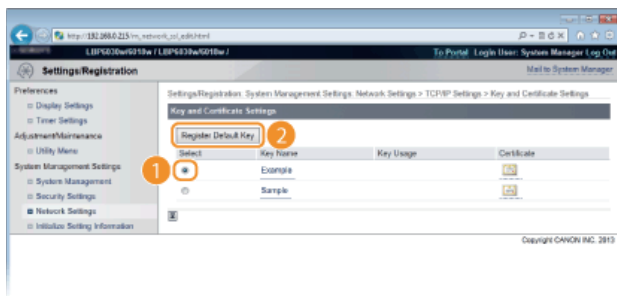 http://192.168.0.215/m_network_ssl_edit.html
LBP6030w/6018w / LBP6030w/6018w /
To Portal Login User: System Manager Log Out
Settings/Registration
Mail to System Manager
Preferences
Display Settings
Timer Settings
Adjustment/Maintenance
Utility Menu
System Management Settings
System Management
Security Settings
Network Settings
Initialize Setting Information
Settings/Registration: System Management Settings: Network Settings > TCP/IP Settings > Key and Certificate Settings
Key and Certificate Settings
Register Default Key
2
Select Key Name Key Usage Certificate
1
Example
Sample
Copyright CANON INC. 2013